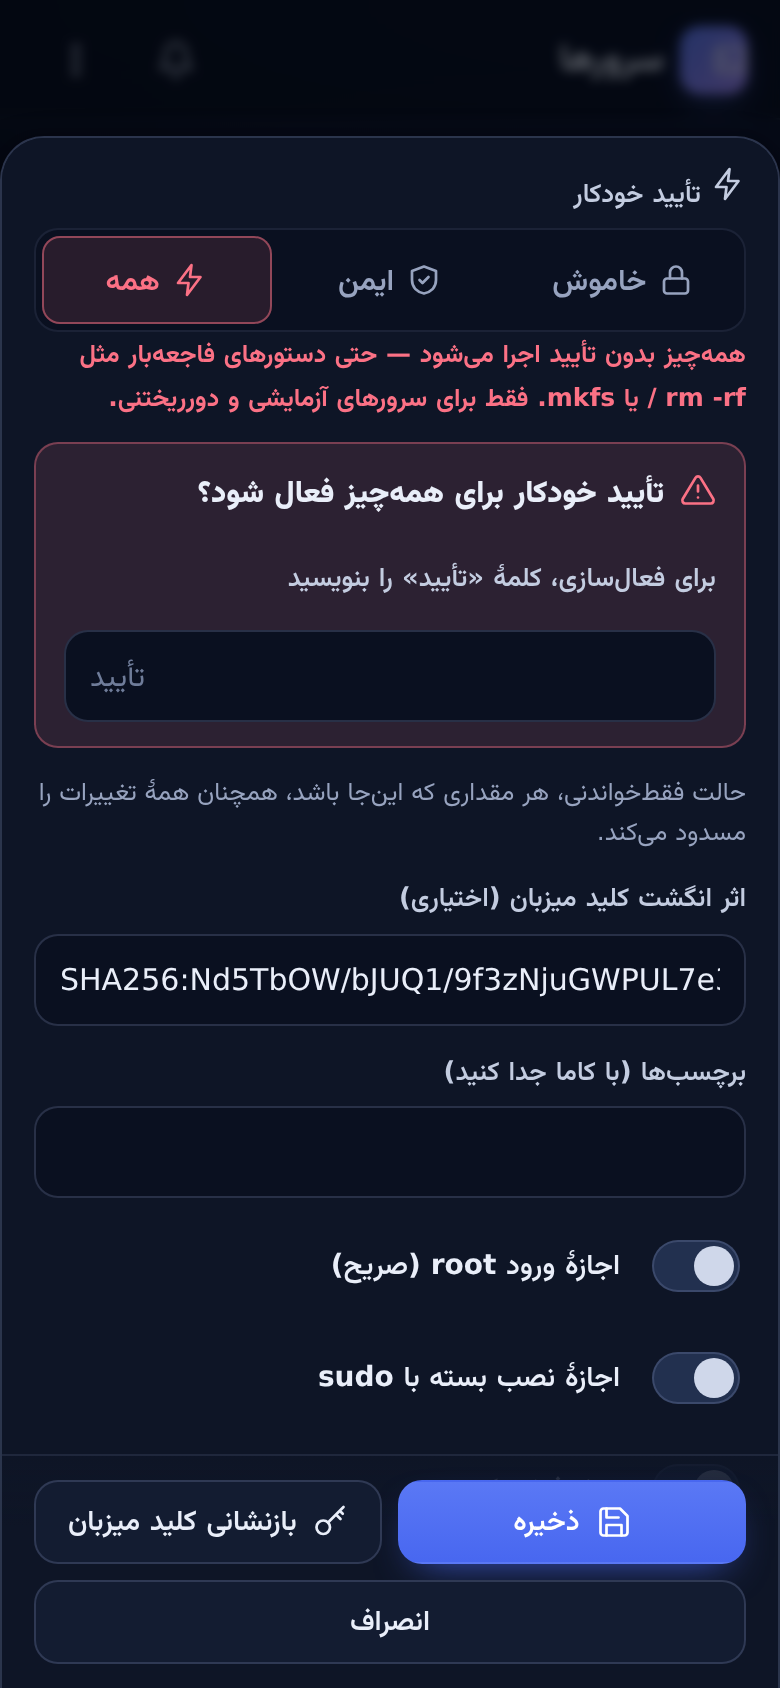 سرورها
تأیید خودکار
خاموش
ایمن
همه
همه‌چیز بدون تأیید اجرا می‌شود — حتی دستورهای فاجعه‌بار مثل
rm -rf / یا mkfs. فقط برای سرورهای آزمایشی و دورریختنی.
تأیید خودکار برای همه‌چیز فعال شود؟
برای فعال‌سازی، کلمهٔ «تأیید» را بنویسید
تأیید
حالت فقط‌خواندنی، هر مقداری که این‌جا باشد، همچنان همهٔ تغییرات را
مسدود می‌کند.
اثر انگشت کلید میزبان (اختیاری)
SHA256:Nd5TbOW/bJUQ1/9f3zNjuGWPUL7e
برچسب‌ها (با کاما جدا کنید)
اجازهٔ ورود root (صریح)
اجازهٔ نصب بسته با sudo
ذخیره
بازنشانی کلید میزبان
انصراف